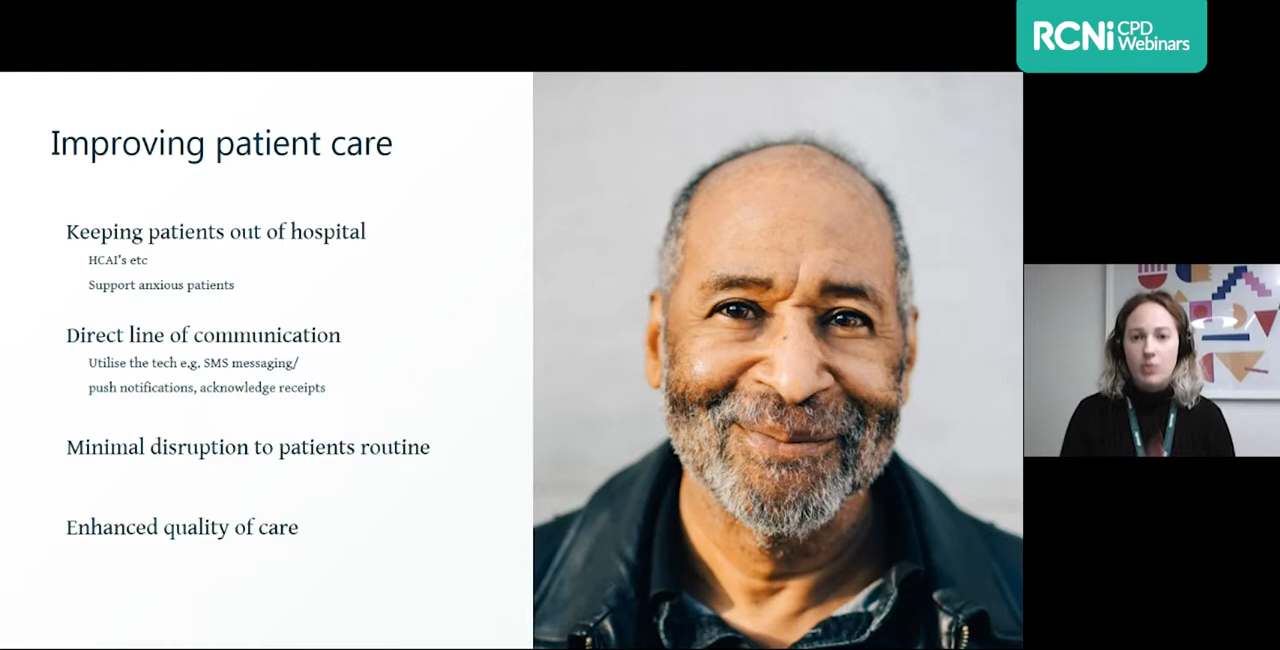 RCNi CPD
Webinars
Improving patient care
Keeping patients out of hospital
HCAI's etc
Support anxious patients
Direct line of communication
Utilise the tech e.g. SMS messaging/
push notifications, acknowledge receipts
Minimal disruption to patients routine
Enhanced quality of care